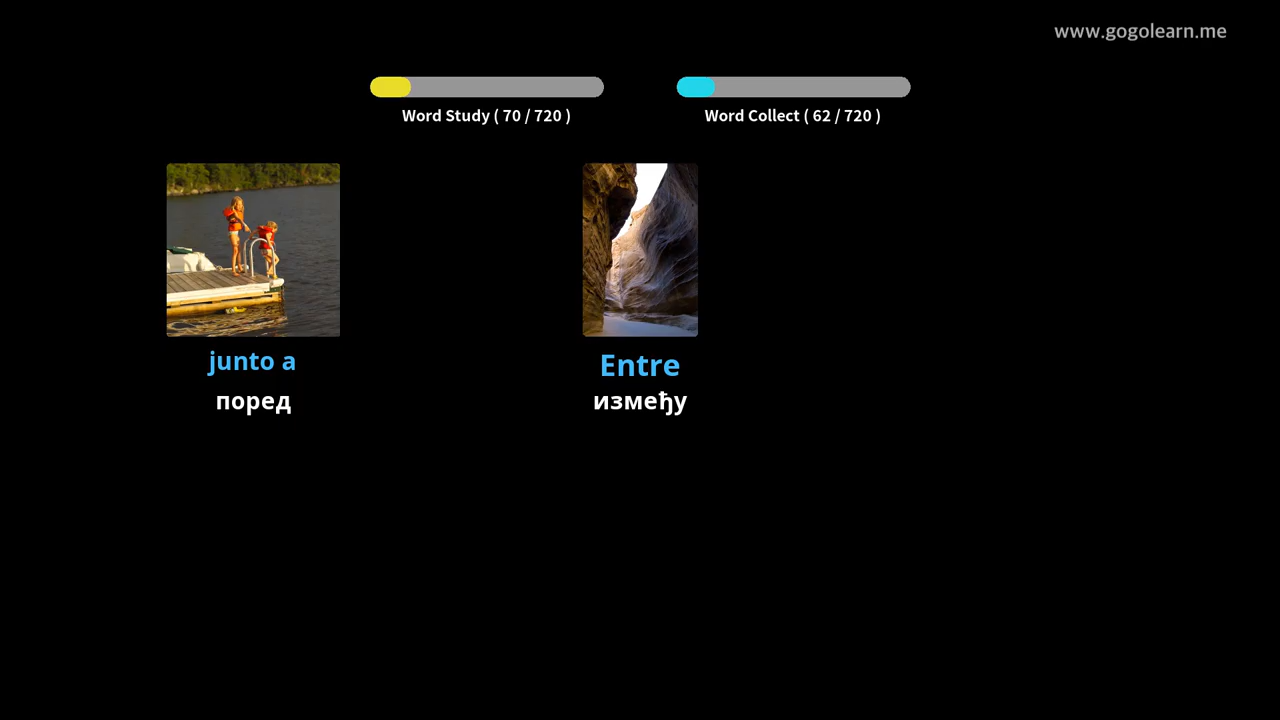 www.gogolearn.me
Word Study ( 70 / 720 )
Word Collect ( 62 / 720 )
junto a
поред
Entre
између